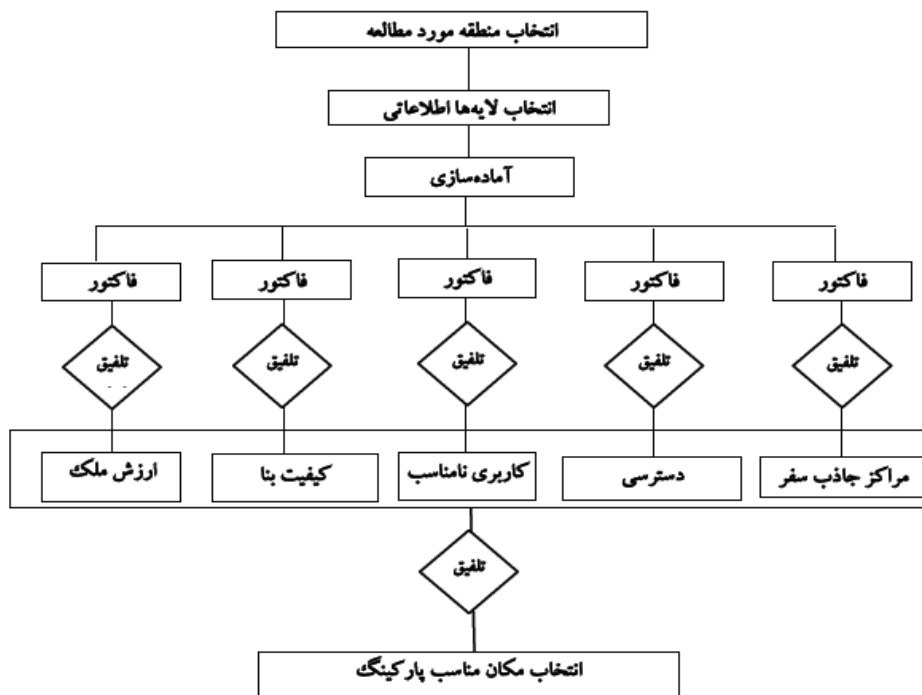 انتخاب منطقه مورد مطالعه
انتخاب لایه‌ها اطلاعاتی
آماده‌سازی
فاکتور
فاکتور
فاکتور
فاکتور
فاکتور
تلفیق
تلفیق
تلفیق
تلفیق
تلفیق
مراکز جاذب سفر
دسترسی
کاربری نامناسب
کیفیت بنا
ارزش ملک
تلفیق
انتخاب مکان مناسب پارکینگ